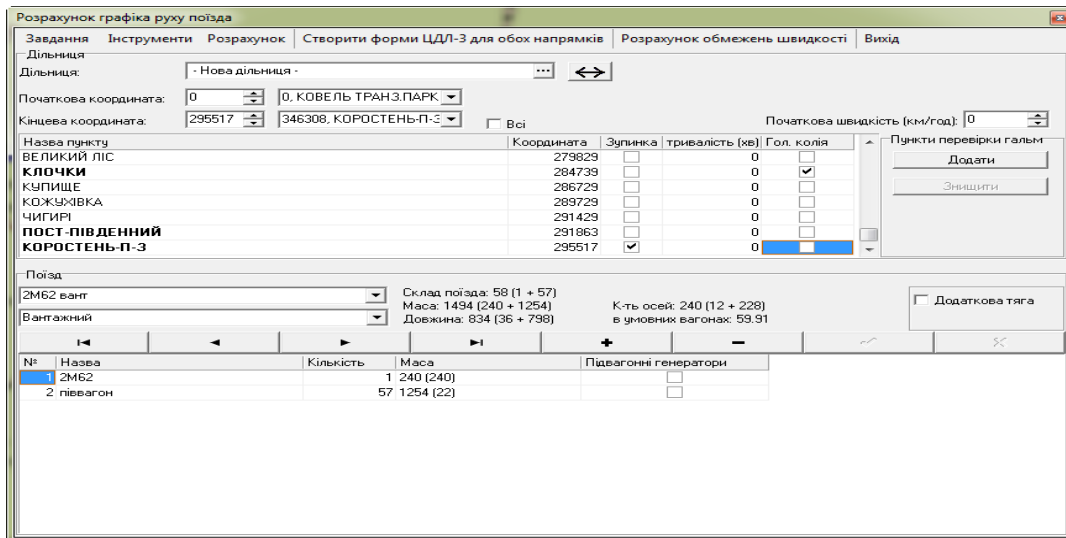 Розрахунок графіка руху поїзда
Завдання Інструменти Розрахунок Створити форми ЦДЛ-3 для обох напрямків Розрахунок обмежень швидкості Вихід
Дільниця
Дільниця: - Нова дільниця - ...
Початкова координата: 0 0, КОВЕЛЬ ТРАНЗ.ПАРК
Кінцева координата: 295517 346308, КОРОСТЕНЬ-П-З Всі Початкова швидкість (км/год): 0
Назва пункту Координата Зупинка тривалість (хв) Гол. колія Пункти перевірки гальм
ВЕЛИКИЙ ЛІС 279829 0 Додати
КЛОЧКИ 284739 0
КУПИЩЕ 286729 0 Знищити
КОЖУХІВКА 289729 0
ЧИГИРІ 291429 0
ПОСТ-ПІВДЕННИЙ 291863 0
КОРОСТЕНЬ-П-З 295517 0
Поїзд
2М62 вант Склад поїзда: 58 (1 + 57) Додаткова тяга
Маса: 1494 (240 + 1254) К-ть осей: 240 (12 + 228)
Вантажний Довжина: 834 (36 + 798) в умовних вагонах: 59.91
№ Назва Кількість Маса Підвагонні генератори
1 2М62 1 240 (240)
2 піввагон 57 1254 (22)